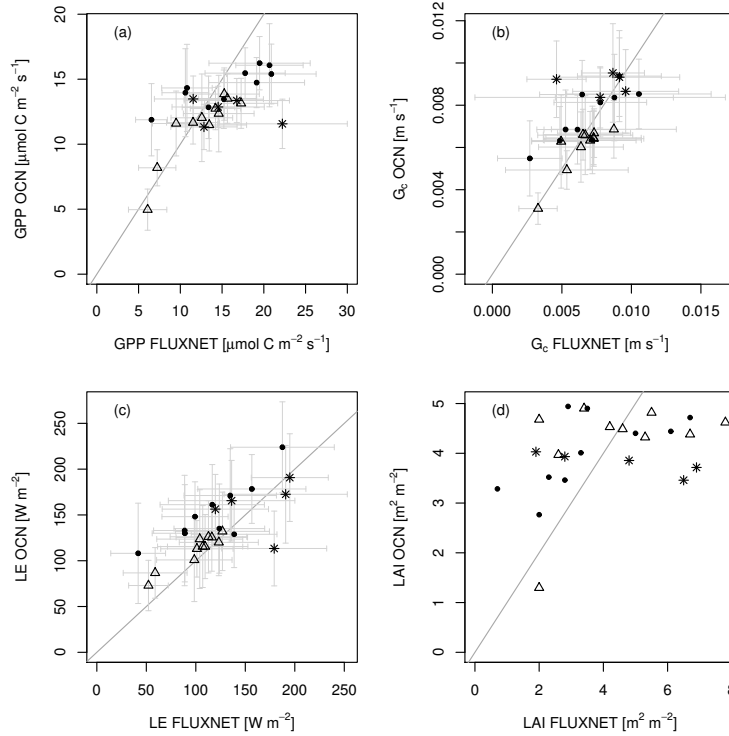 (a)
20
15
10
5
0
GPP OCN [μmol C m⁻² s⁻¹]
0 5 10 15 20 25 30
GPP FLUXNET [μmol C m⁻² s⁻¹]
(b)
0.012
0.008
0.004
0.000
G_c OCN [m s⁻¹]
0.000 0.005 0.010 0.015
G_c FLUXNET [m s⁻¹]
(c)
250
200
150
100
50
0
LE OCN [W m⁻²]
0 50 100 150 200 250
LE FLUXNET [W m⁻²]
(d)
5
4
3
2
1
0
LAI OCN [m² m⁻²]
0 2 4 6 8
LAI FLUXNET [m² m⁻²]